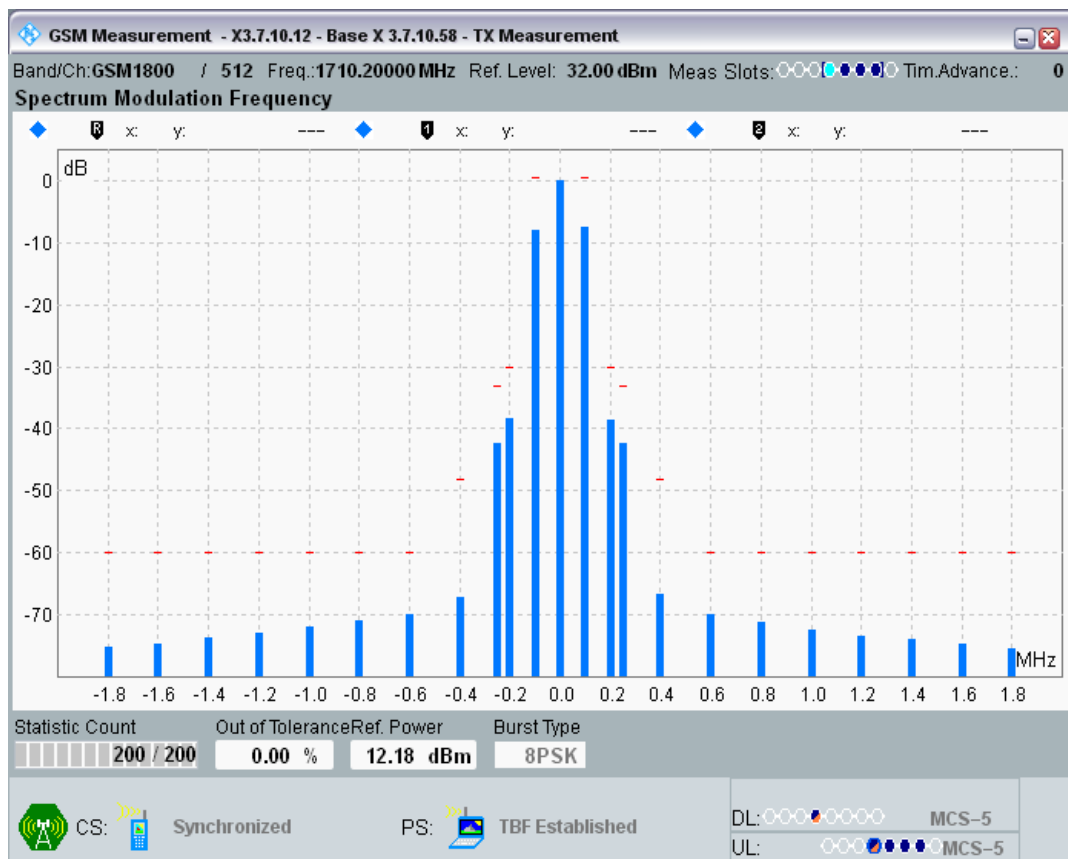 GSM Measurement - X3.7.10.12 - Base X 3.7.10.58 - TX Measurement
Band/Ch:GSM1800 / 512 Freq.:1710.20000 MHz Ref. Level: 32.00 dBm Meas Slots: Tim.Advance.: 0
Spectrum Modulation Frequency
R x: y: --- 1 x: y: --- 2 x: y: ---
dB
0
-10
-20
-30
-40
-50
-60
-70
MHz
-1.8 -1.6 -1.4 -1.2 -1.0 -0.8 -0.6 -0.4 -0.2 0.0 0.2 0.4 0.6 0.8 1.0 1.2 1.4 1.6 1.8
Statistic Count Out of Tolerance Ref. Power Burst Type
200 / 200 0.00 % 12.18 dBm 8PSK
CS: Synchronized PS: TBF Established
DL: MCS-5
UL: MCS-5